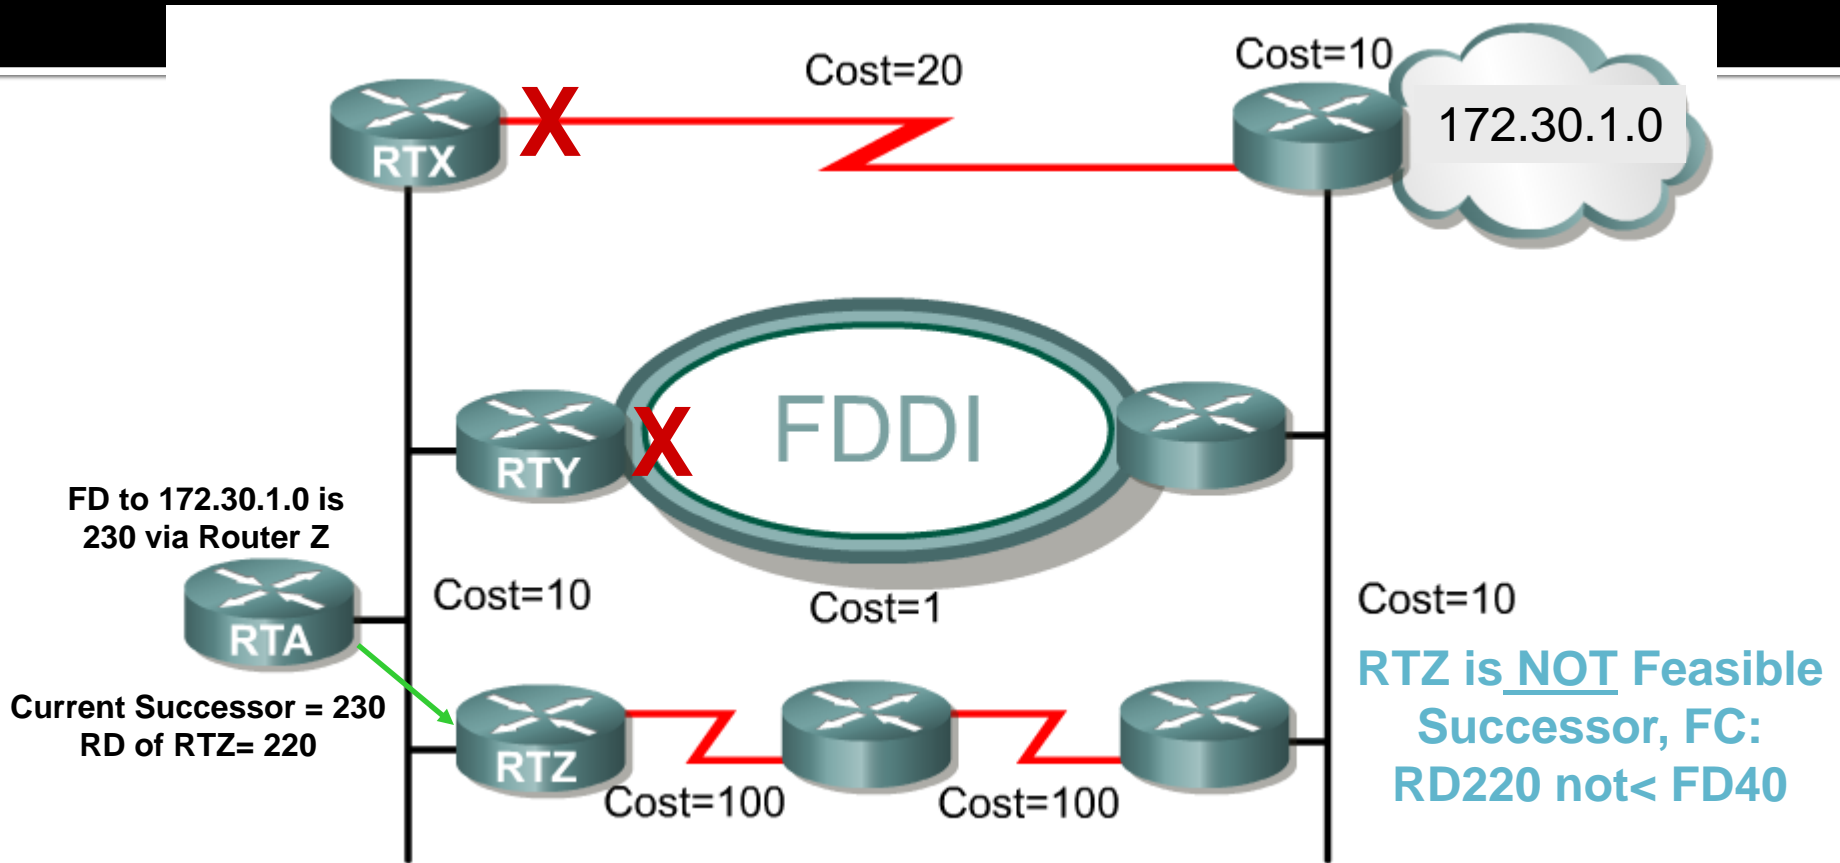 Cost=20
Cost=10
172.30.1.0
RTX
FDDI
RTY
FD to 172.30.1.0 is
230 via Router Z
Cost=10
Cost=1
Cost=10
RTA
RTZ is NOT Feasible
Successor, FC:
RD220 not< FD40
Current Successor = 230
RD of RTZ= 220
RTZ
Cost=100
Cost=100
X
X